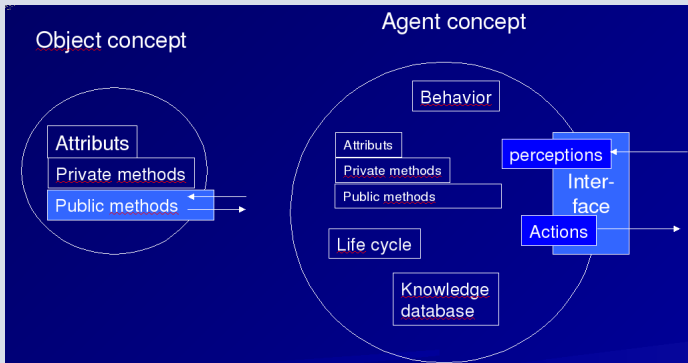 Object concept
Attributs
Private methods
Public methods
Agent concept
Behavior
Attributs
Private methods
Public methods
Life cycle
Knowledge
database
perceptions
Inter-
face
Actions